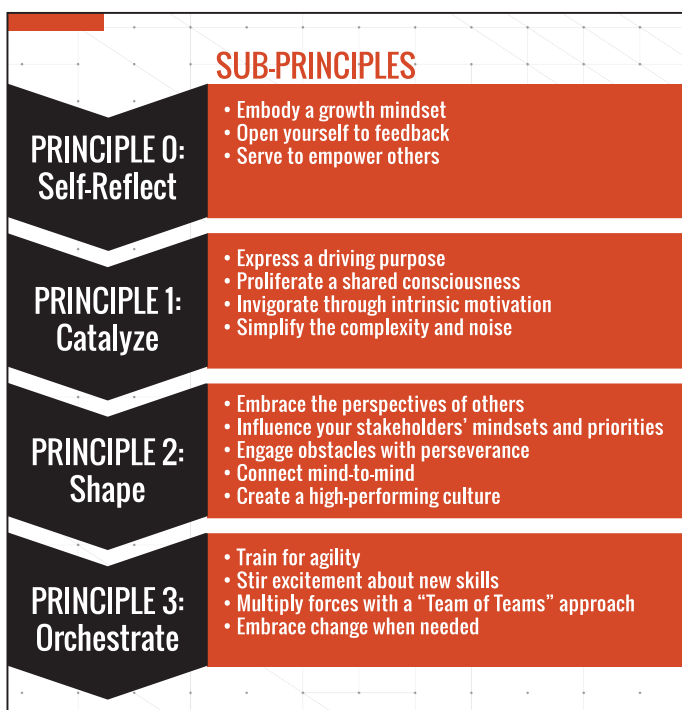 SUB-PRINCIPLES
PRINCIPLE 0:
Self-Reflect
• Embody a growth mindset
• Open yourself to feedback
• Serve to empower others
PRINCIPLE 1:
Catalyze
• Express a driving purpose
• Proliferate a shared consciousness
• Invigorate through intrinsic motivation
• Simplify the complexity and noise
PRINCIPLE 2:
Shape
• Embrace the perspectives of others
• Influence your stakeholders’ mindsets and priorities
• Engage obstacles with perseverance
• Connect mind-to-mind
• Create a high-performing culture
PRINCIPLE 3:
Orchestrate
• Train for agility
• Stir excitement about new skills
• Multiply forces with a “Team of Teams” approach
• Embrace change when needed